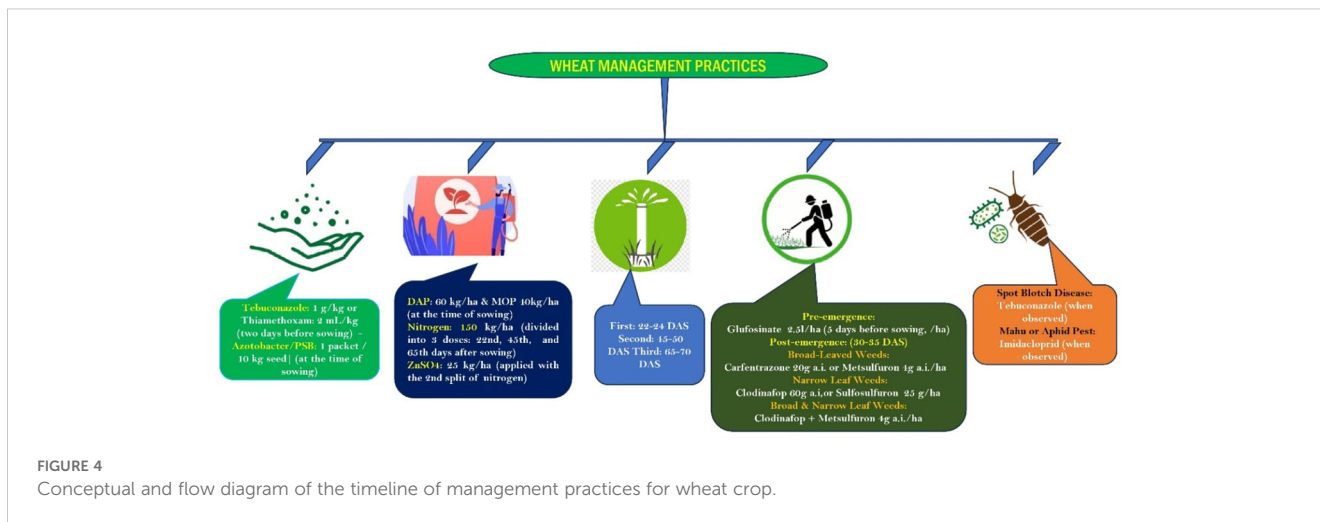 WHEAT MANAGEMENT PRACTICES
Tebuconazole: 1 g/kg or
Thiamethoxam: 2 mL/kg
(two days before sowing) –
Azotobacter/PSB: 1 packet /
10 kg seed| (at the time of
sowing)
DAP: 60 kg/ha & MOP 40kg/ha
(at the time of sowing)
Nitrogen: 150 kg/ha (divided
into 3 doses: 22nd, 45th, and
65th days after sowing)
ZnSO4: 25 kg/ha (applied with
the 2nd split of nitrogen)
First: 22-24 DAS
Second: 45-50
DAS Third: 65-70
DAS
Pre-emergence:
Glufosinate 2.5l/ha (5 days before sowing, /ha)
Post-emergence: (30-35 DAS)
Broad-Leaved Weeds:
Carfentrazone 20g a.i. or Metsulfuron 4g a.i./ha
Narrow Leaf Weeds:
Clodinafop 60g a.i,or Sulfosulfuron 25 g/ha
Broad & Narrow Leaf Weeds:
Clodinafop + Metsulfuron 4g a.i./ha
Spot Blotch Disease:
Tebuconazole (when
observed)
Mahu or Aphid Pest:
Imidacloprid (when
observed)
FIGURE 4
Conceptual and flow diagram of the timeline of management practices for wheat crop.